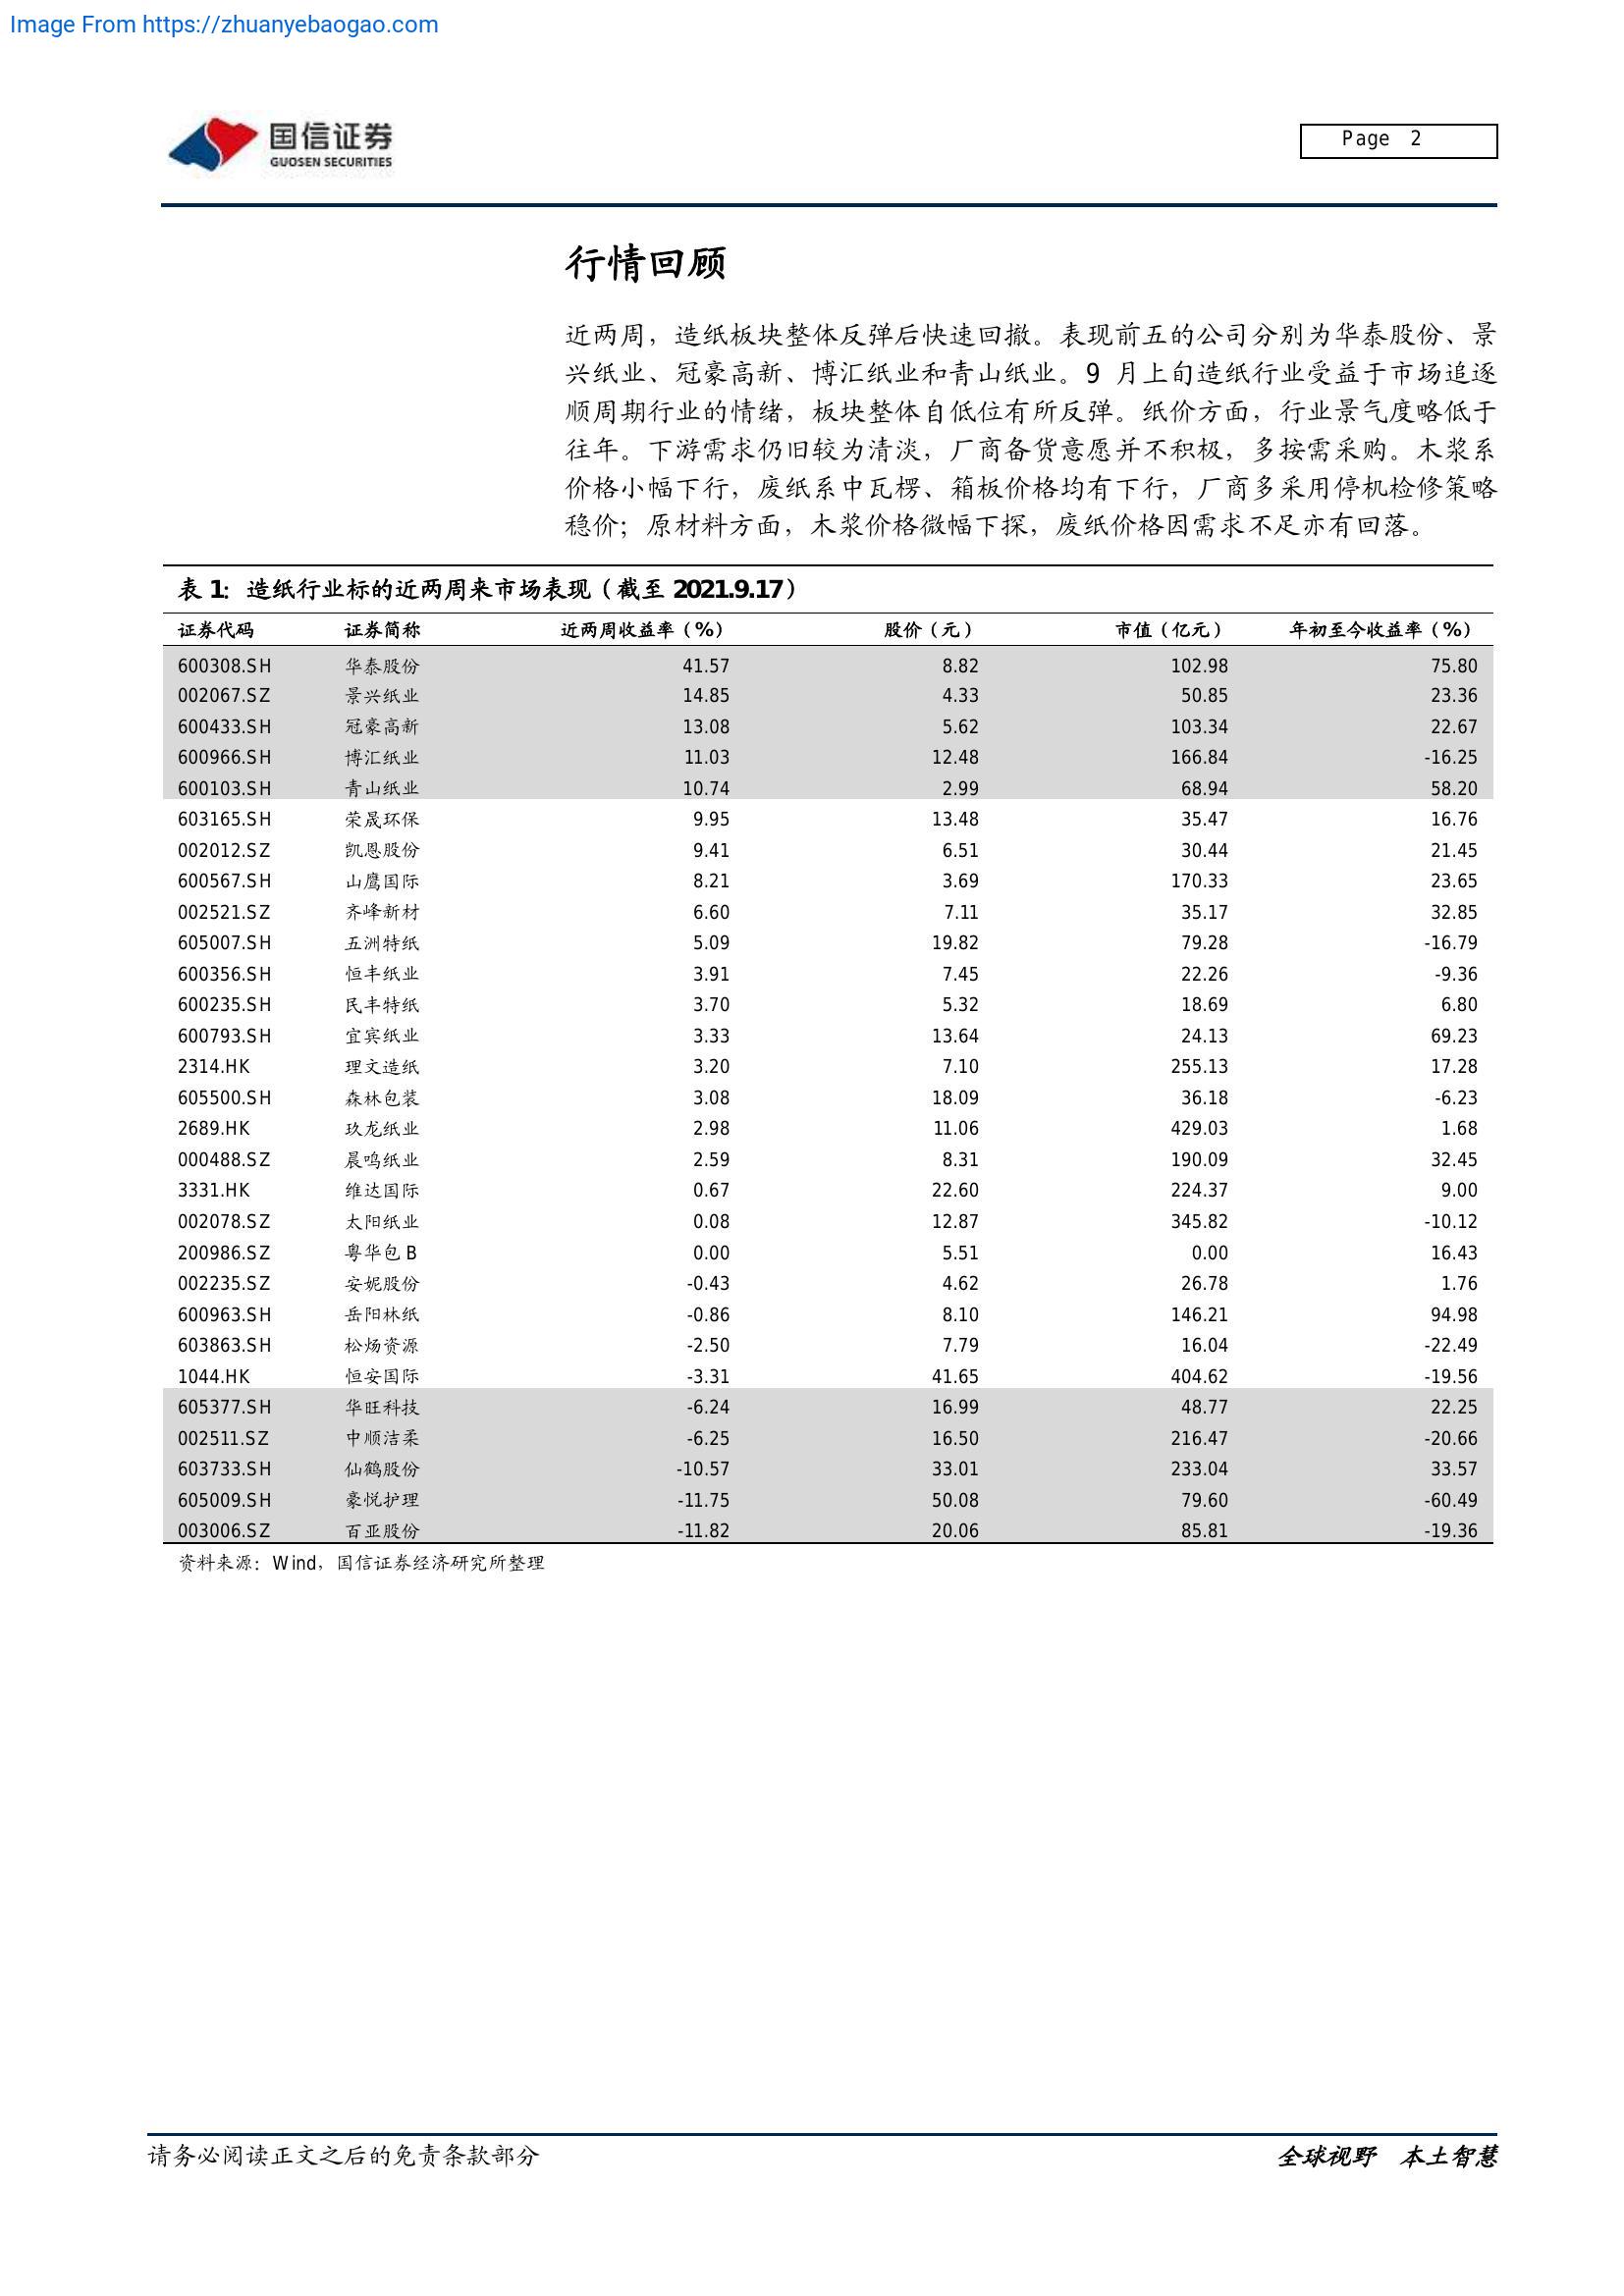 Image From https://zhuanyebaogao.com
国信证券
GUOSEN SECURITIES
Page 2
行情回顾
近两周，造纸板块整体反弹后快速回撤。表现前五的公司分别为华泰股份、景
兴纸业、冠豪高新、博汇纸业和青山纸业。9 月上旬造纸行业受益于市场追逐
顺周期行业的情绪，板块整体自低位有所反弹。纸价方面，行业景气度略低于
往年。下游需求仍旧较为清淡，厂商备货意愿并不积极，多按需采购。木浆系
价格小幅下行，废纸系中瓦楞、箱板价格均有下行，厂商多采用停机检修策略
稳价；原材料方面，木浆价格微幅下探，废纸价格因需求不足亦有回落。
表 1：造纸行业标的近两周来市场表现（截至 2021.9.17）
证券代码 证券简称 近两周收益率（%） 股价（元） 市值（亿元） 年初至今收益率（%）
600308.SH 华泰股份 41.57 8.82 102.98 75.80
002067.SZ 景兴纸业 14.85 4.33 50.85 23.36
600433.SH 冠豪高新 13.08 5.62 103.34 22.67
600966.SH 博汇纸业 11.03 12.48 166.84 -16.25
600103.SH 青山纸业 10.74 2.99 68.94 58.20
603165.SH 荣晟环保 9.95 13.48 35.47 16.76
002012.SZ 凯恩股份 9.41 6.51 30.44 21.45
600567.SH 山鹰国际 8.21 3.69 170.33 23.65
002521.SZ 齐峰新材 6.60 7.11 35.17 32.85
605007.SH 五洲特纸 5.09 19.82 79.28 -16.79
600356.SH 恒丰纸业 3.91 7.45 22.26 -9.36
600235.SH 民丰特纸 3.70 5.32 18.69 6.80
600793.SH 宜宾纸业 3.33 13.64 24.13 69.23
2314.HK 理文造纸 3.20 7.10 255.13 17.28
605500.SH 森林包装 3.08 18.09 36.18 -6.23
2689.HK 玖龙纸业 2.98 11.06 429.03 1.68
000488.SZ 晨鸣纸业 2.59 8.31 190.09 32.45
3331.HK 维达国际 0.67 22.60 224.37 9.00
002078.SZ 太阳纸业 0.08 12.87 345.82 -10.12
200986.SZ 粤华包 B 0.00 5.51 0.00 16.43
002235.SZ 安妮股份 -0.43 4.62 26.78 1.76
600963.SH 岳阳林纸 -0.86 8.10 146.21 94.98
603863.SH 松炀资源 -2.50 7.79 16.04 -22.49
1044.HK 恒安国际 -3.31 41.65 404.62 -19.56
605377.SH 华旺科技 -6.24 16.99 48.77 22.25
002511.SZ 中顺洁柔 -6.25 16.50 216.47 -20.66
603733.SH 仙鹤股份 -10.57 33.01 233.04 33.57
605009.SH 豪悦护理 -11.75 50.08 79.60 -60.49
003006.SZ 百亚股份 -11.82 20.06 85.81 -19.36
资料来源：Wind，国信证券经济研究所整理
请务必阅读正文之后的免责条款部分 全球视野 本土智慧